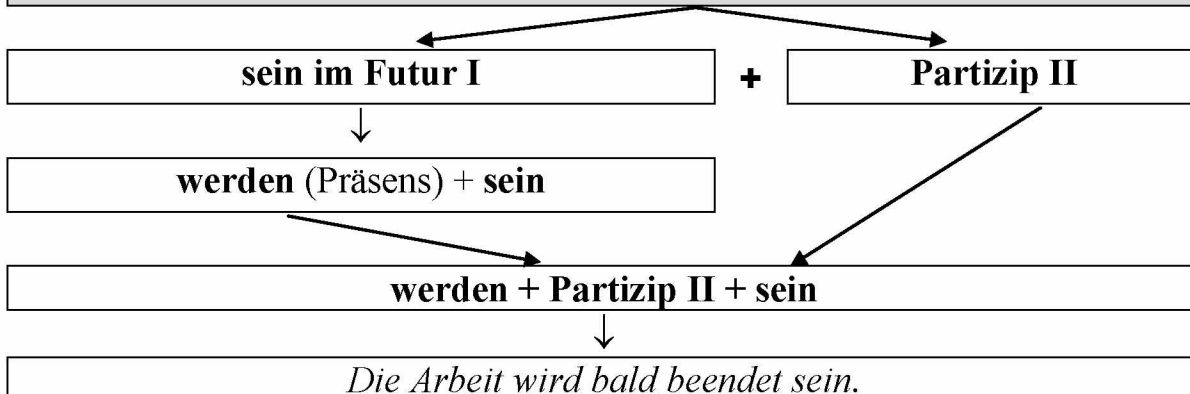 sein im Futur I + Partizip II
↓
werden (Präsens) + sein
werden + Partizip II + sein
↓
Die Arbeit wird bald beendet sein.